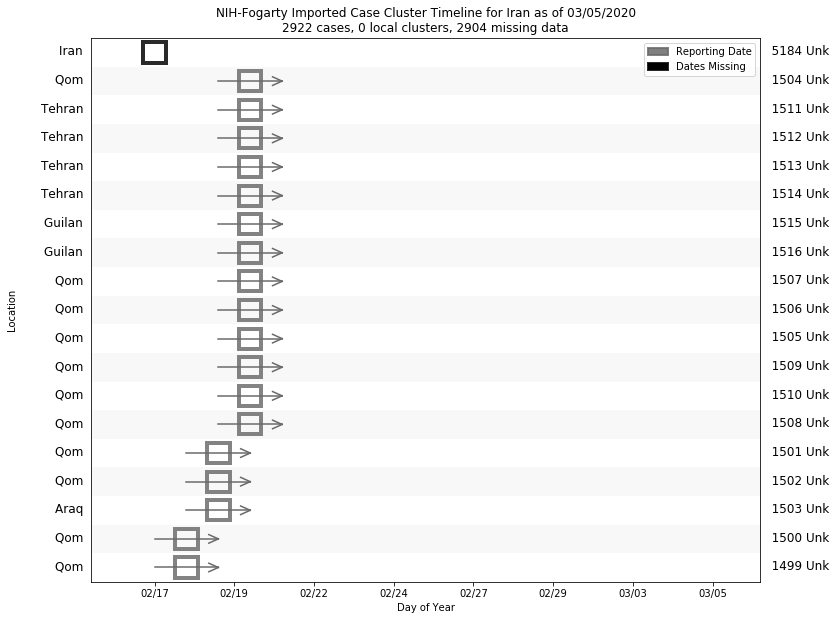 NIH-Fogarty Imported Case Cluster Timeline for Iran as of 03/05/2020
2922 cases, 0 local clusters, 2904 missing data
Reporting Date
Dates Missing
Iran 5184 Unk
Qom 1504 Unk
Tehran 1511 Unk
Tehran 1512 Unk
Tehran 1513 Unk
Tehran 1514 Unk
Guilan 1515 Unk
Guilan 1516 Unk
Qom 1507 Unk
Qom 1506 Unk
Qom 1505 Unk
Qom 1509 Unk
Qom 1510 Unk
Qom 1508 Unk
Qom 1501 Unk
Qom 1502 Unk
Araq 1503 Unk
Qom 1500 Unk
Qom 1499 Unk
Location
02/17 02/19 02/22 02/24 02/27 02/29 03/03 03/05
Day of Year